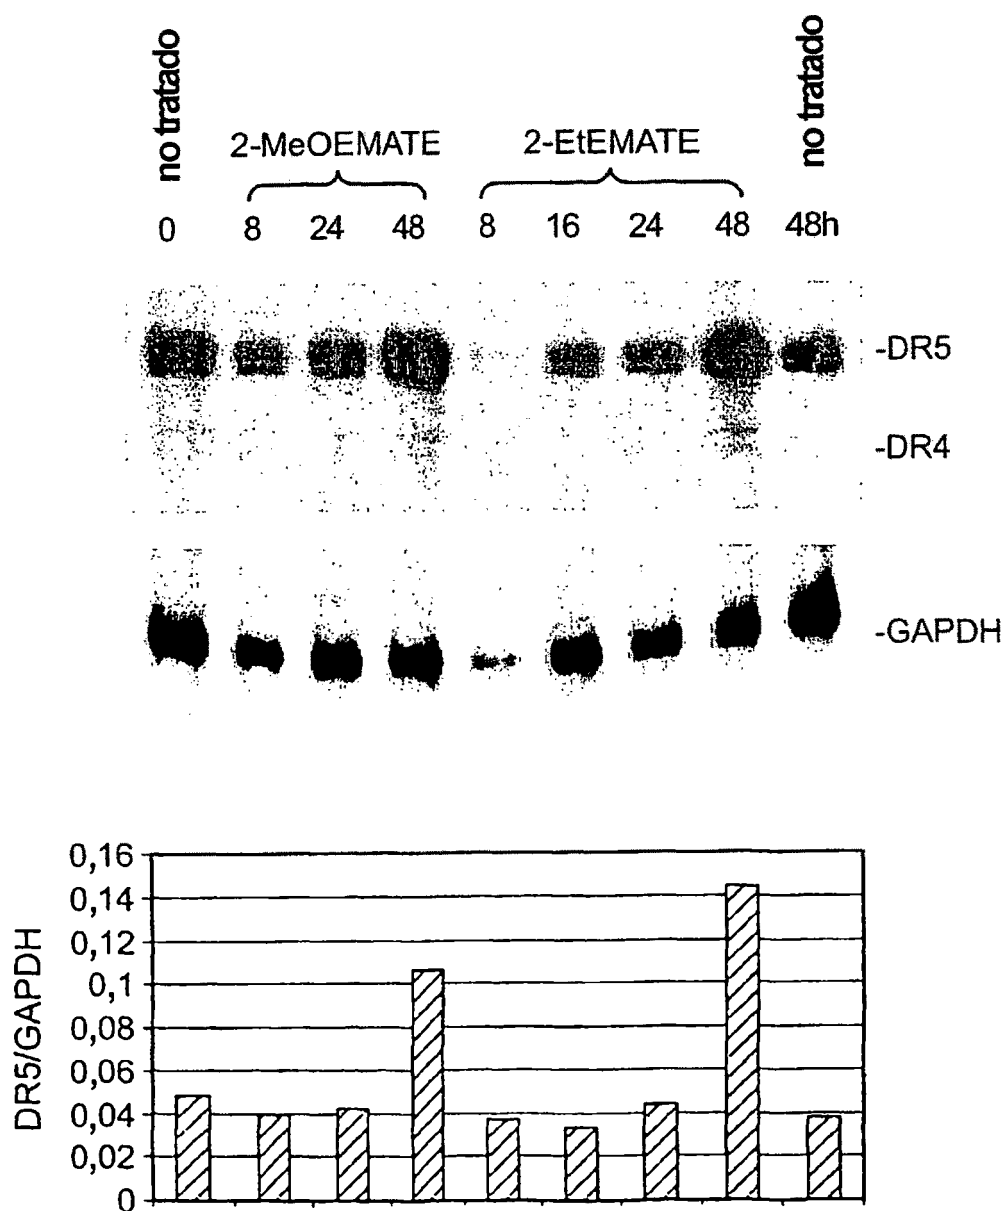 no tratado
no tratado
2-MeOEMATE
2-EtEMATE
0 8 24 48 8 16 24 48 48h
-DR5
-DR4
-GAPDH
DR5/GAPDH
0,16
0,14
0,12
0,1
0,08
0,06
0,04
0,02
0